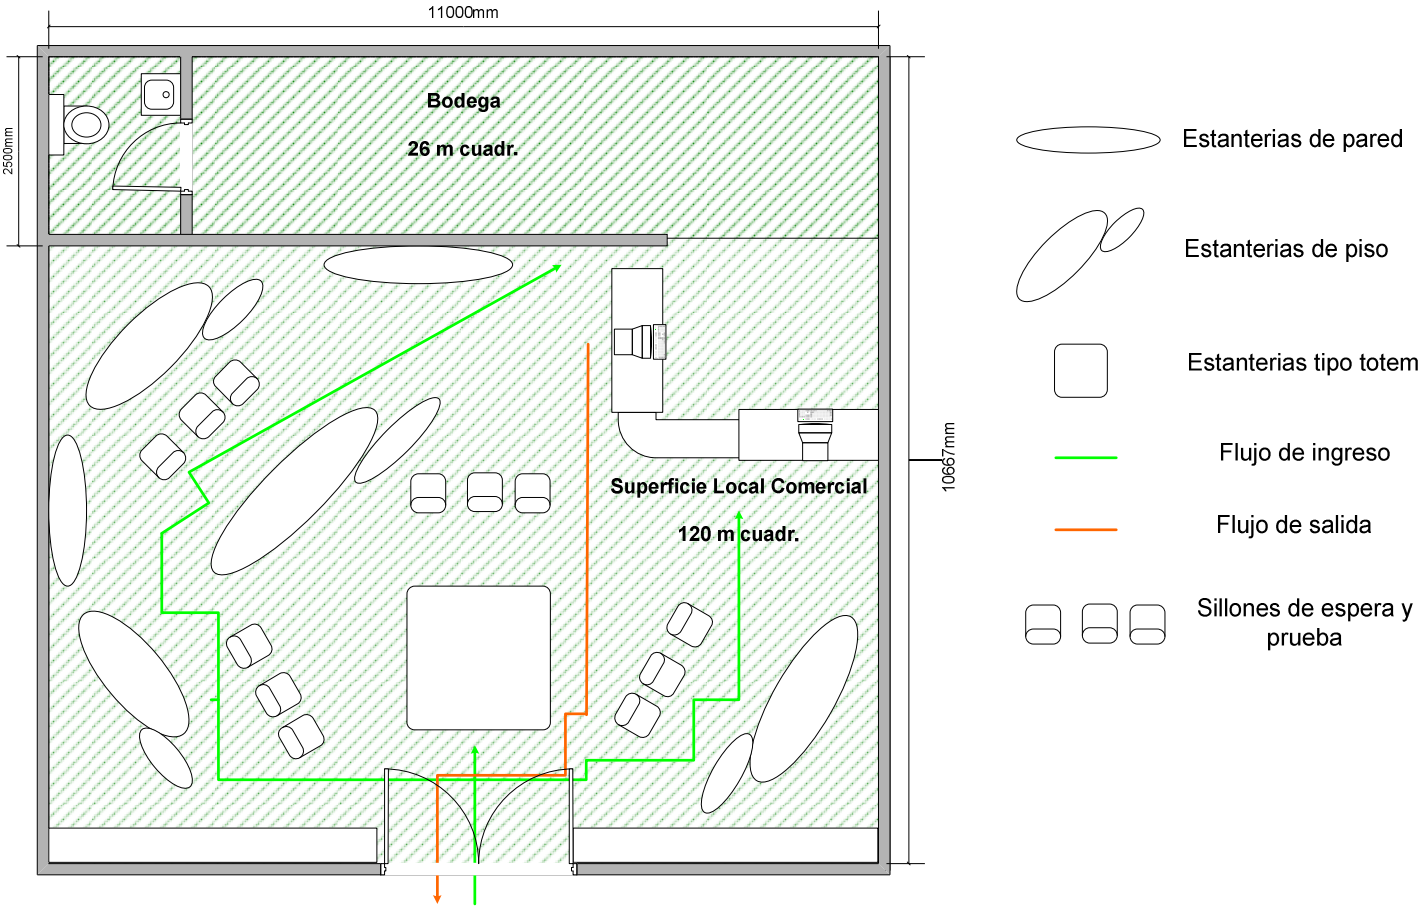 11000mm
2500mm
Bodega
26 m cuadr.
10667mm
Superficie Local Comercial
120 m cuadr.
Estanterias de pared
Estanterias de piso
Estanterias tipo totem
Flujo de ingreso
Flujo de salida
Sillones de espera y
prueba